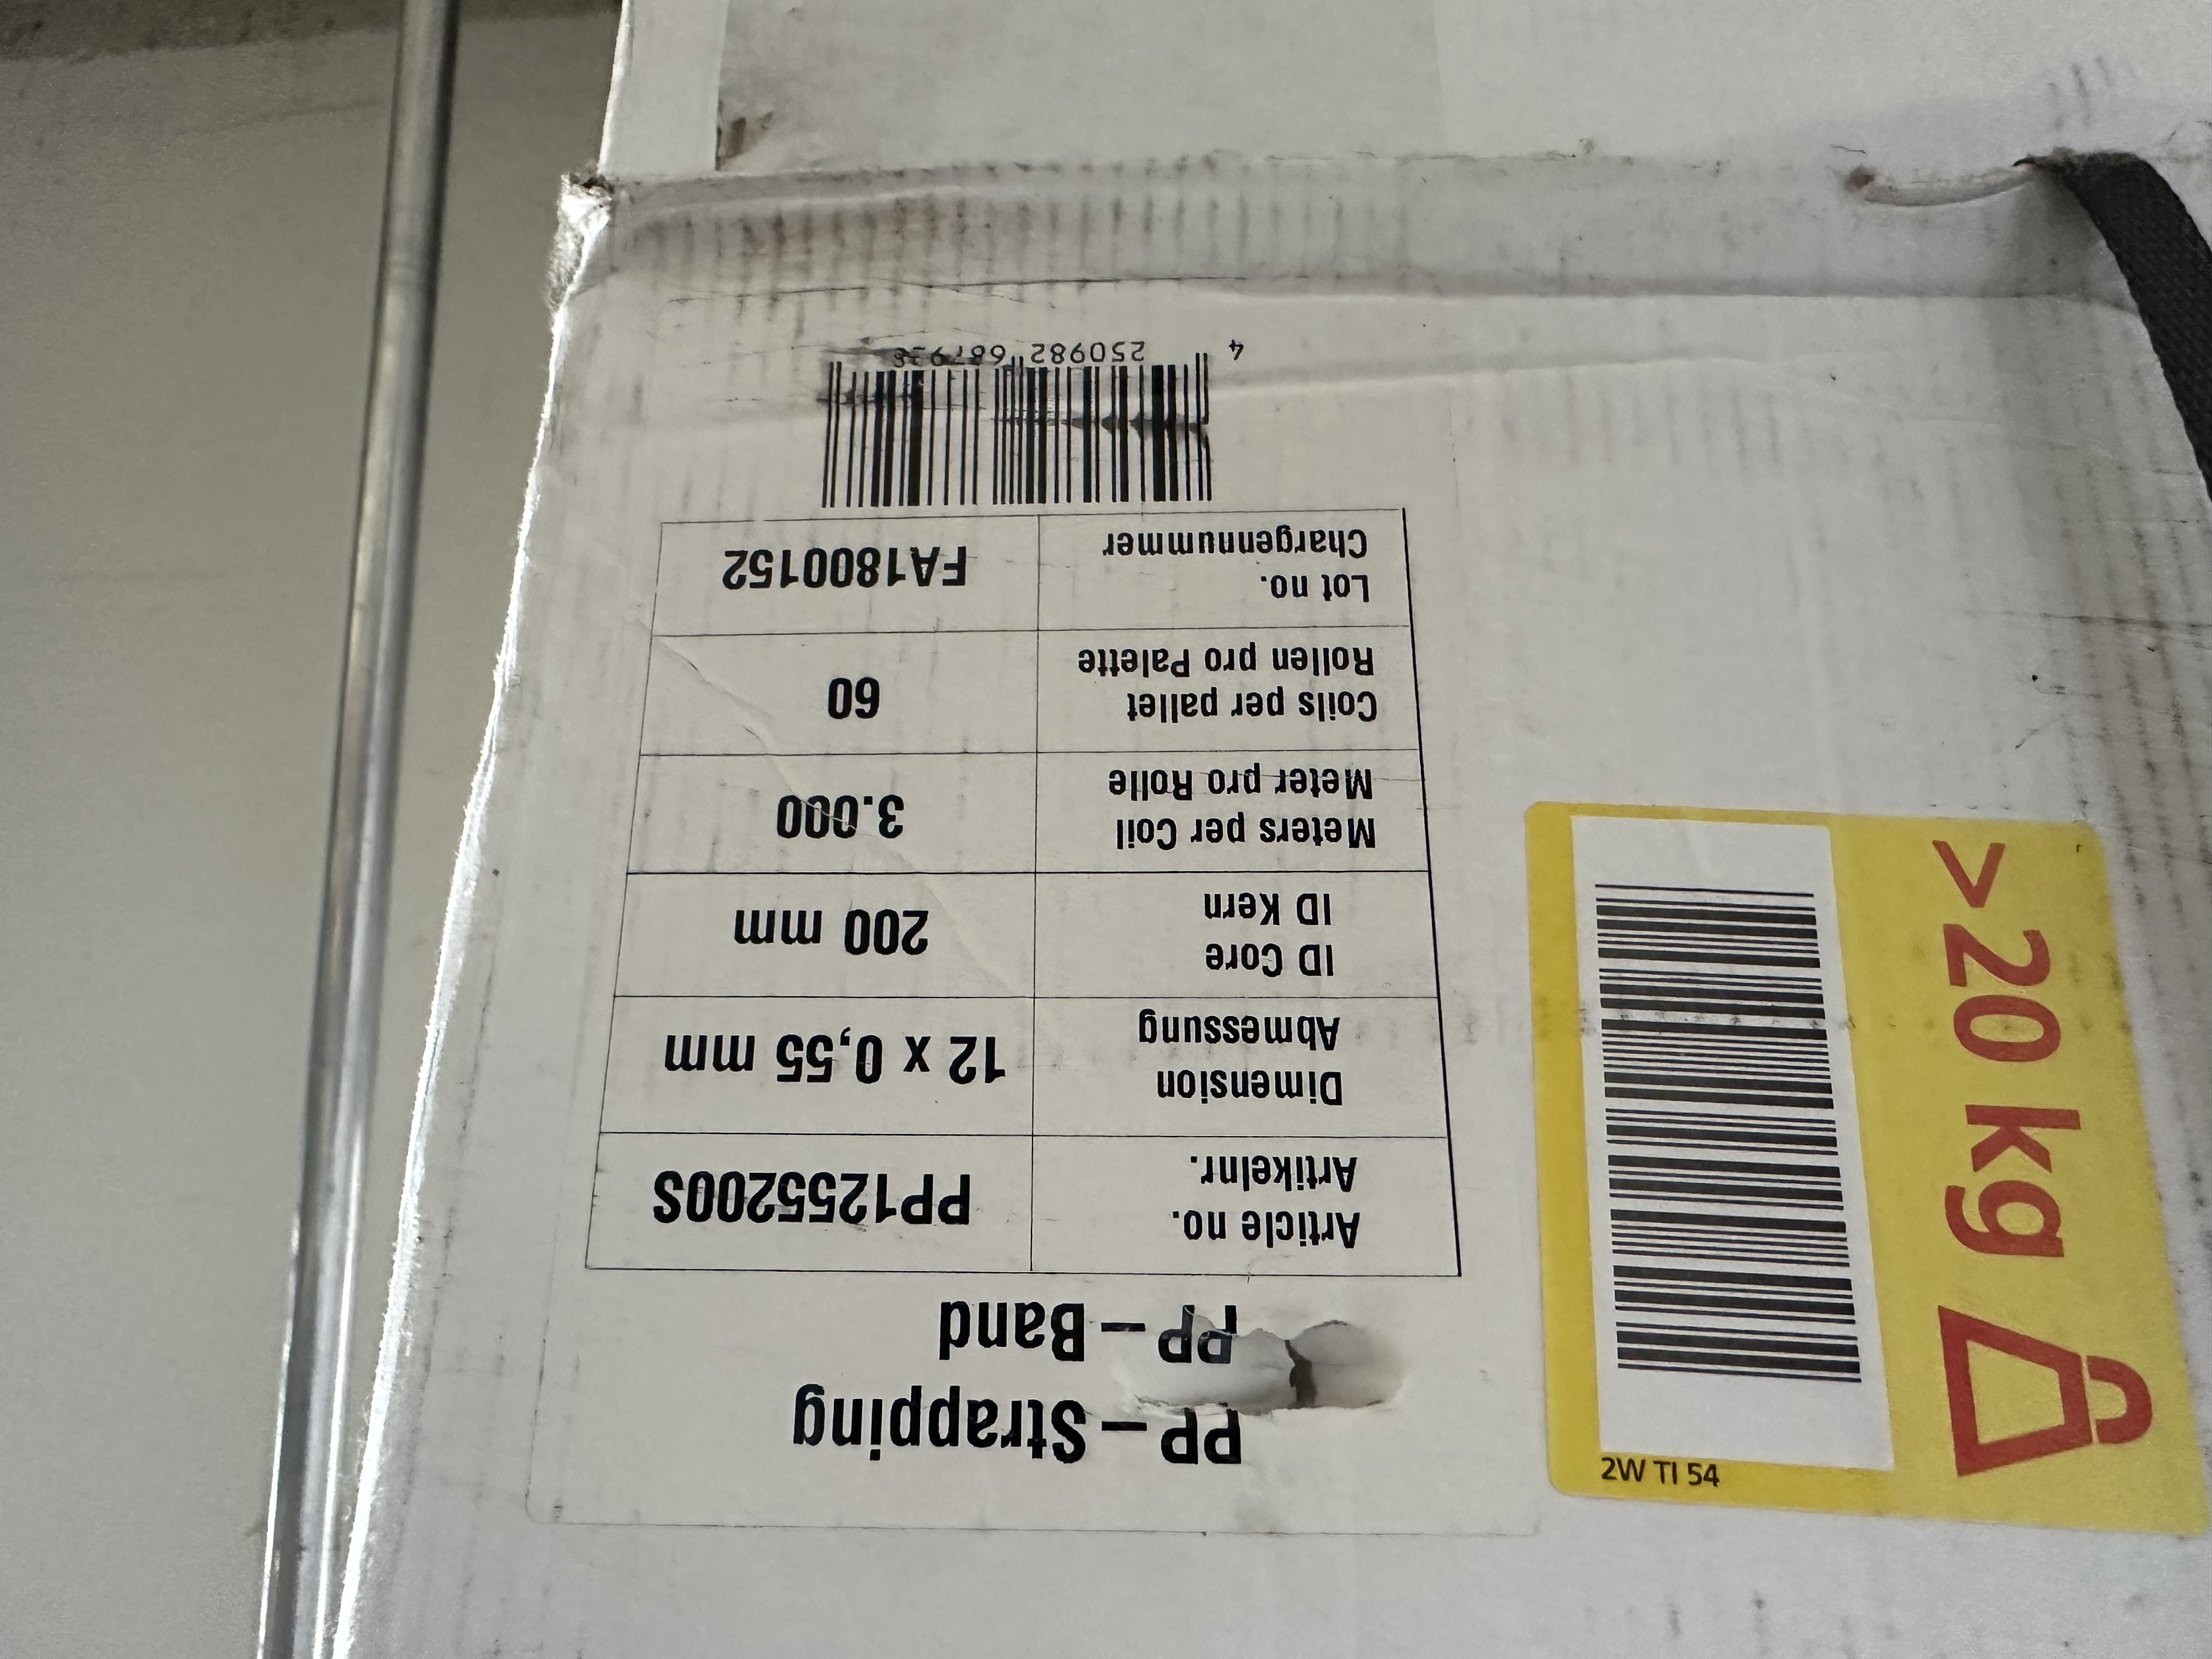 PP – Strapping
PP – Band
Article no.
Artikelnr.
PP1255200S
Dimension
Abmessung
12 x 0,55 mm
ID Core
ID Kern
200 mm
Meters per Coil
Meter pro Rolle
3.000
Coils per pallet
Rollen pro Palette
60
Lot no.
Chargennummer
FA1800152
4 250982
>20 kg
2W TI 54